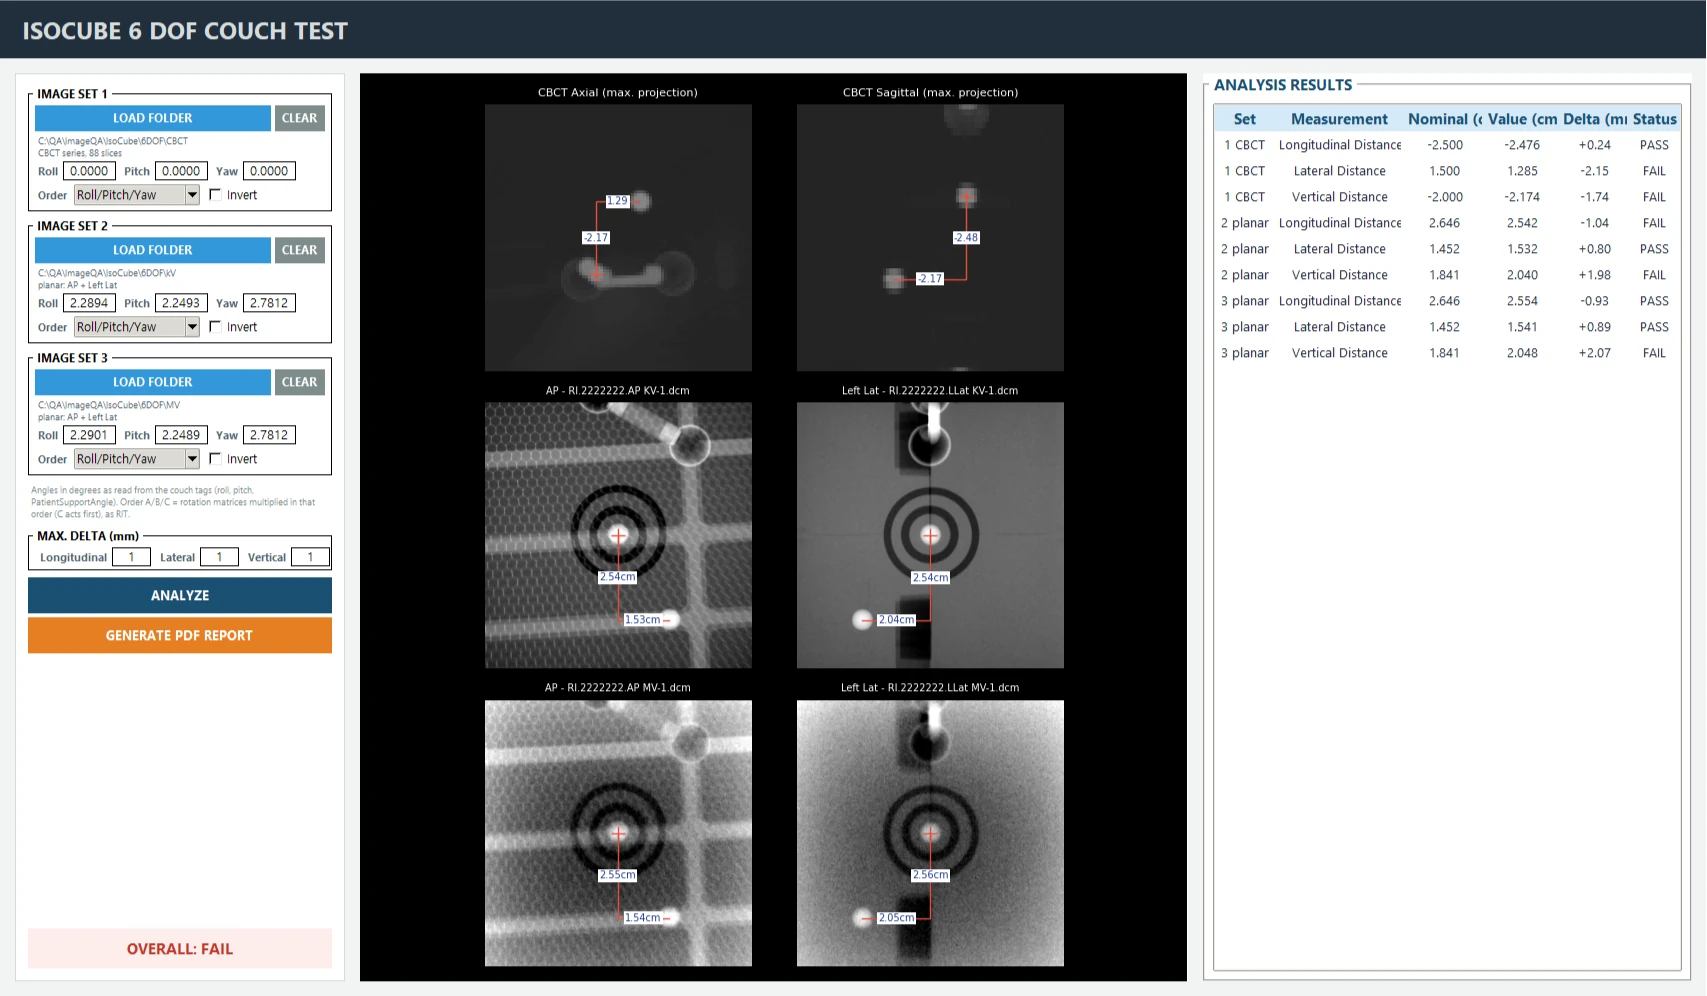 ISOCUBE 6 DOF COUCH TEST
IMAGE SET 1
LOAD FOLDER CLEAR
C:\QA\ImageQA\IsoCube\6DOF\CBCT
CBCT series, 88 slices
Roll 0.0000 Pitch 0.0000 Yaw 0.0000
Order Roll/Pitch/Yaw Invert
IMAGE SET 2
LOAD FOLDER CLEAR
C:\QA\ImageQA\IsoCube\6DOF\kV
planar: AP + Left Lat
Roll 2.2894 Pitch 2.2493 Yaw 2.7812
Order Roll/Pitch/Yaw Invert
IMAGE SET 3
LOAD FOLDER CLEAR
C:\QA\ImageQA\IsoCube\6DOF\MV
planar: AP + Left Lat
Roll 2.2901 Pitch 2.2489 Yaw 2.7812
Order Roll/Pitch/Yaw Invert
Angles in degrees as read from the couch tags (roll, pitch,
PatientSupportAngle). Order A/B/C = rotation matrices multiplied in that
order (C acts first), as RIT.
MAX. DELTA (mm)
Longitudinal 1 Lateral 1 Vertical 1
ANALYZE
GENERATE PDF REPORT
OVERALL: FAIL
CBCT Axial (max. projection)
1.29
-2.17
CBCT Sagittal (max. projection)
-2.48
-2.17
AP - RI.2222222.AP KV-1.dcm
2.54cm
1.53cm
Left Lat - RI.2222222.LLat KV-1.dcm
2.54cm
2.04cm
AP - RI.2222222.AP MV-1.dcm
2.55cm
1.54cm
Left Lat - RI.2222222.LLat MV-1.dcm
2.56cm
2.05cm
ANALYSIS RESULTS
Set Measurement Nominal (c Value (cm Delta (m Status
1 CBCT Longitudinal Distance -2.500 -2.476 +0.24 PASS
1 CBCT Lateral Distance 1.500 1.285 -2.15 FAIL
1 CBCT Vertical Distance -2.000 -2.174 -1.74 FAIL
2 planar Longitudinal Distance 2.646 2.542 -1.04 FAIL
2 planar Lateral Distance 1.452 1.532 +0.80 PASS
2 planar Vertical Distance 1.841 2.040 +1.98 FAIL
3 planar Longitudinal Distance 2.646 2.554 -0.93 PASS
3 planar Lateral Distance 1.452 1.541 +0.89 PASS
3 planar Vertical Distance 1.841 2.048 +2.07 FAIL